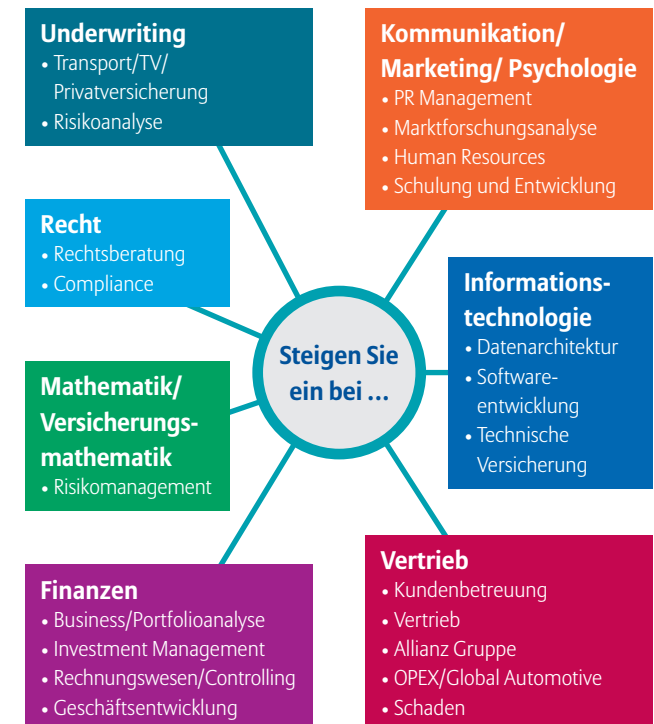 Underwriting
• Transport/TV/
Privatversicherung
• Risikoanalyse
Kommunikation/
Marketing/ Psychologie
• PR Management
• Marktforschungsanalyse
• Human Resources
• Schulung und Entwicklung
Recht
• Rechtsberatung
• Compliance
Informations-
technologie
• Datenarchitektur
• Software-
entwicklung
• Technische
Versicherung
Steigen Sie
ein bei ...
Mathematik/
Versicherungs-
mathematik
• Risikomanagement
Finanzen
• Business/Portfolioanalyse
• Investment Management
• Rechnungswesen/Controlling
• Geschäftsentwicklung
Vertrieb
• Kundenbetreuung
• Vertrieb
• Allianz Gruppe
• OPEX/Global Automotive
• Schaden